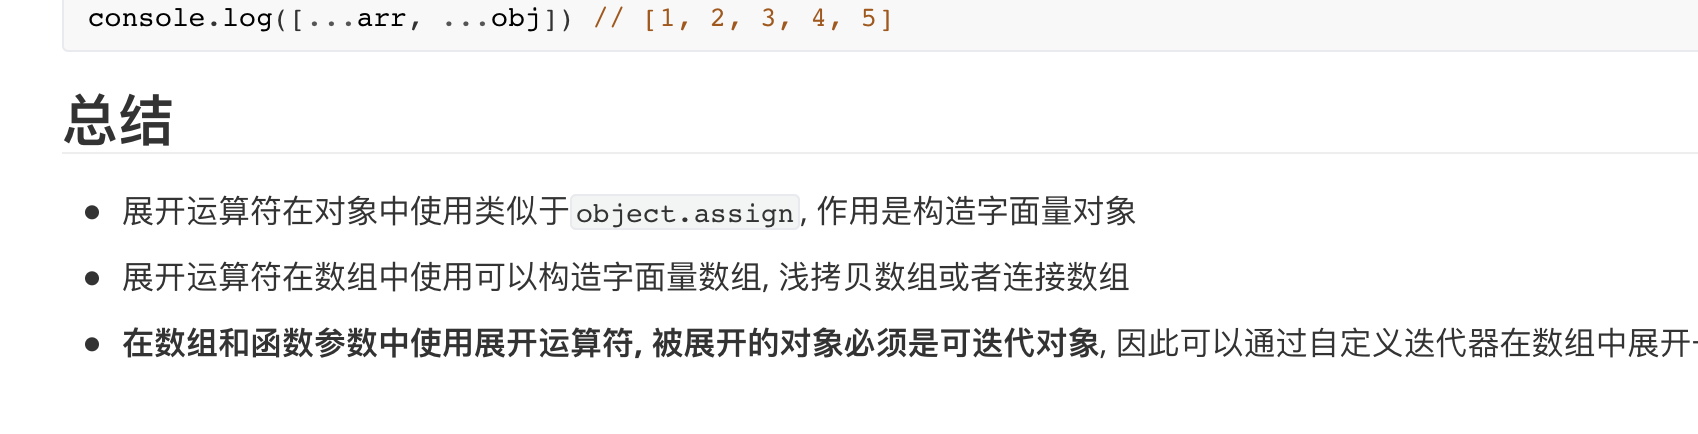 console.log([...arr, ...obj]) // [1, 2, 3, 4, 5]
总结
● 展开运算符在对象中使用类似于object.assign, 作用是构造字面量对象
● 展开运算符在数组中使用可以构造字面量数组, 浅拷贝数组或者连接数组
● 在数组和函数参数中使用展开运算符, 被展开的对象必须是可迭代对象, 因此可以通过自定义迭代器在数组中展开